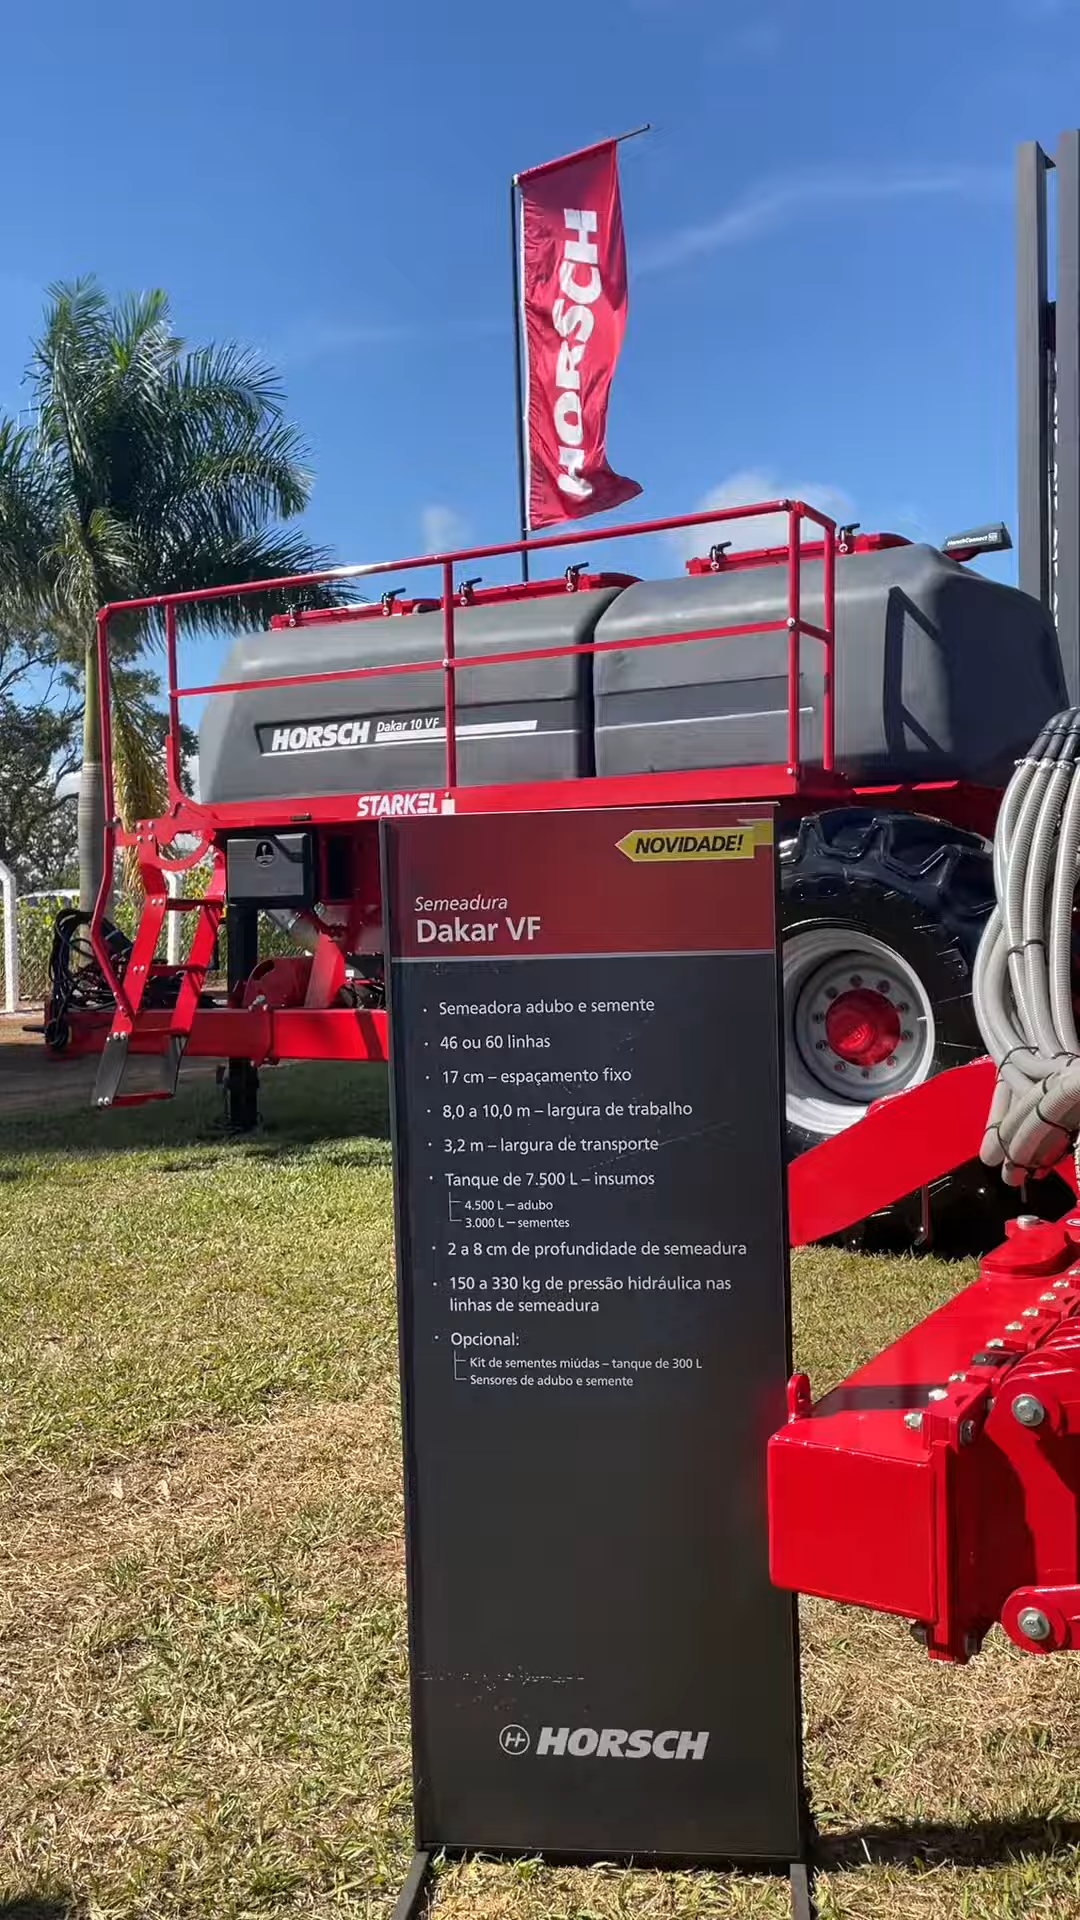 HORSCH
HorschConnect
HORSCH Dakar 10 VF
STARKEL
NOVIDADE!
Semeadura
Dakar VF
· Semeadora adubo e semente
· 46 ou 60 linhas
· 17 cm – espaçamento fixo
· 8,0 a 10,0 m – largura de trabalho
· 3,2 m – largura de transporte
· Tanque de 7.500 L – insumos
4.500 L – adubo
3.000 L – sementes
· 2 a 8 cm de profundidade de semeadura
· 150 a 330 kg de pressão hidráulica nas
linhas de semeadura
· Opcional:
Kit de sementes miúdas – tanque de 300 L
Sensores de adubo e semente
HORSCH